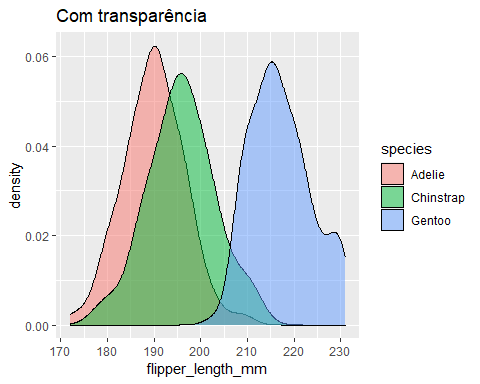 Com transparência
0.06
0.04
0.02
0.00
density
170 180 190 200 210 220 230
flipper_length_mm
species
Adelie
Chinstrap
Gentoo